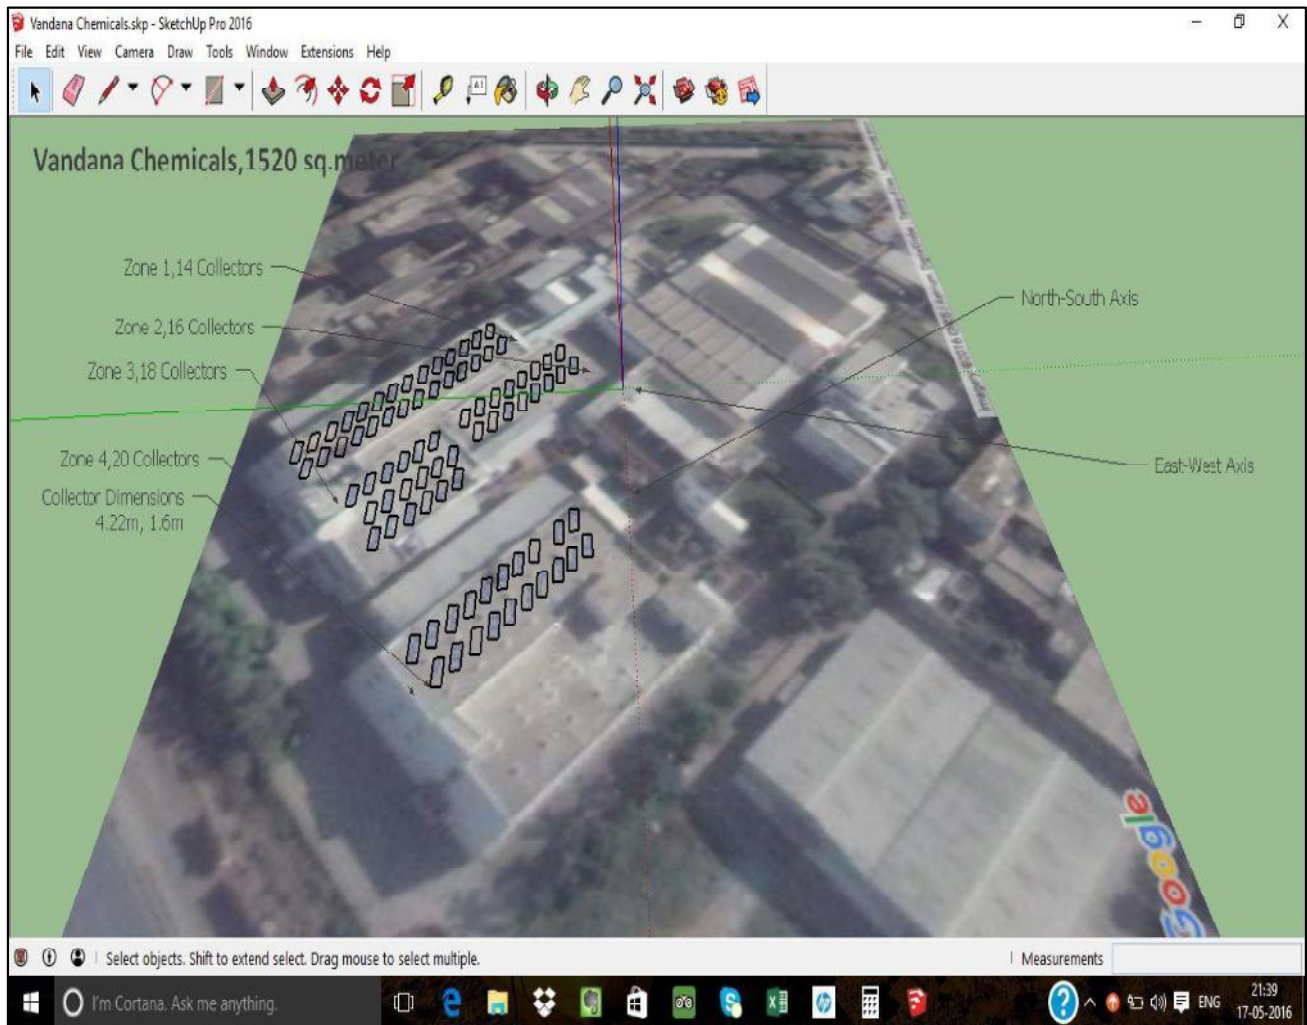 Vandana Chemicals.skp - SketchUp Pro 2016
File Edit View Camera Draw Tools Window Extensions Help
A1
Vandana Chemicals,1520 sq.meter
Zone 1,14 Collectors
North-South Axis
Zone 2,16 Collectors
Zone 3,18 Collectors
Zone 4,20 Collectors
East-West Axis
Collector Dimensions
4.22m, 1.6m
Google
Select objects. Shift to extend select. Drag mouse to select multiple.
Measurements
I'm Cortana. Ask me anything.
ENG
21:39
17-05-2016